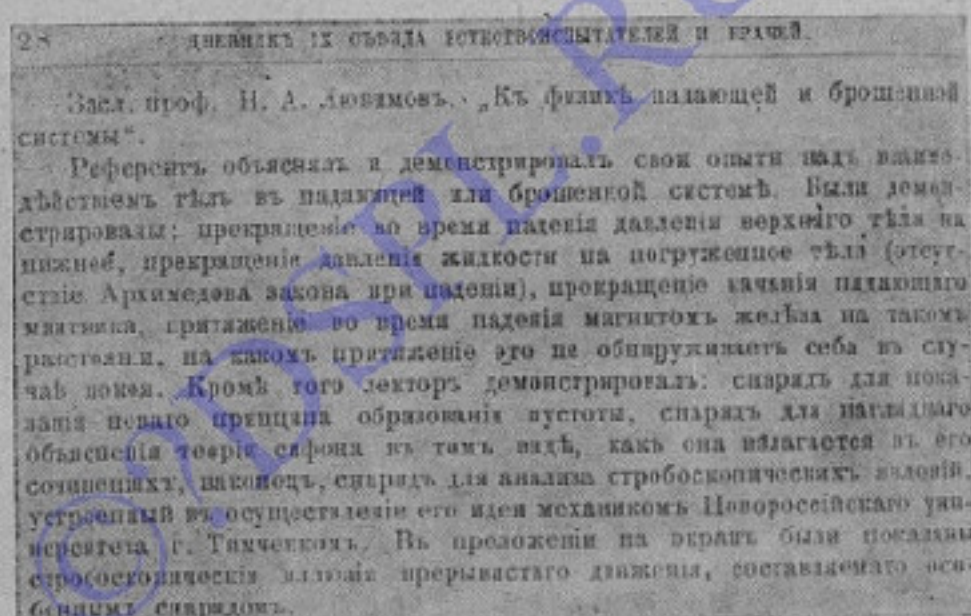 28 ДНЕВНИКЪ IX СЪѢЗДА ЕСТЕСТВОИСПЫТАТЕЛЕЙ И ВРАЧЕЙ.
Засл. проф. Н. А. Любимовъ. „Къ физикѣ падающей и брошенной
системы“.
Референтъ объяснялъ и демонстрировалъ свои опыты надъ взаимо-
дѣйствіемъ тѣлъ въ падающей или брошенной системѣ. Были демон-
стрированы: прекращеніе во время паденія давленія верхняго тѣла на
нижнее, прекращеніе давленія жидкости на погруженное тѣло (отсут-
ствіе Архимедова закона при паденіи), прекращеніе качанія падающаго
маятника, притяженіе во время паденія магнитомъ желѣза на такомъ
разстояніи, на какомъ притяженіе это не обнаруживаетъ себя въ слу-
чаѣ покоя. Кромѣ того лекторъ демонстрировалъ: снарядъ для пока-
занія новаго принципа образованія пустоты, снарядъ для нагляднаго
объясненія теоріи сифона въ томъ видѣ, какъ она излагается въ его
сочиненіяхъ, наконецъ, снарядъ для анализа стробоскопическихъ явленій,
устроенный въ осуществленіе его идеи механикомъ Новороссійскаго уни-
верситета г. Тимченкомъ. Въ проложеніи на экранѣ были показаны
стробоскопическія прерывистаго движенія, составляемаго
снарядомъ.
©2DSPL.R